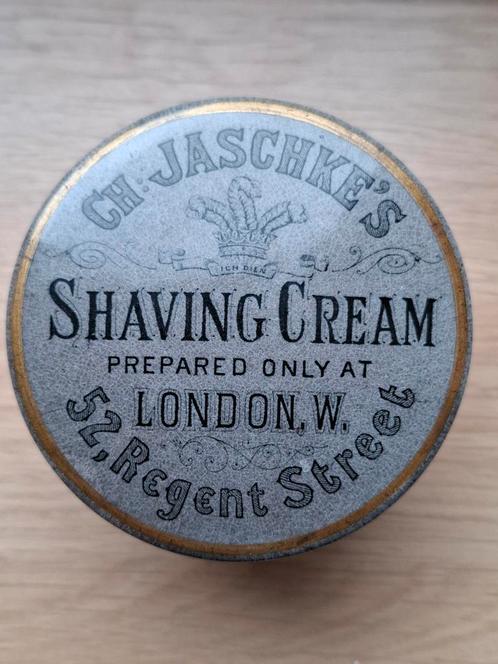 CH: JASCHKE'S
ICH DIEN
SHAVING CREAM
PREPARED ONLY AT
LONDON, W.
52, Regent Street